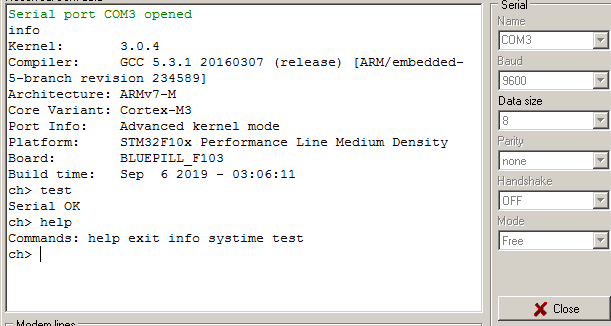 Serial port COM3 opened
info
Kernel: 3.0.4
Compiler: GCC 5.3.1 20160307 (release) [ARM/embedded-
5-branch revision 234589]
Architecture: ARMv7-M
Core Variant: Cortex-M3
Port Info: Advanced kernel mode
Platform: STM32F10x Performance Line Medium Density
Board: BLUEPILL_F103
Build time: Sep 6 2019 - 03:06:11
ch> test
Serial OK
ch> help
Commands: help exit info systime test
ch>
Modem lines
Serial
Name
COM3
Baud
9600
Data size
8
Parity
none
Handshake
OFF
Mode
Free
Close